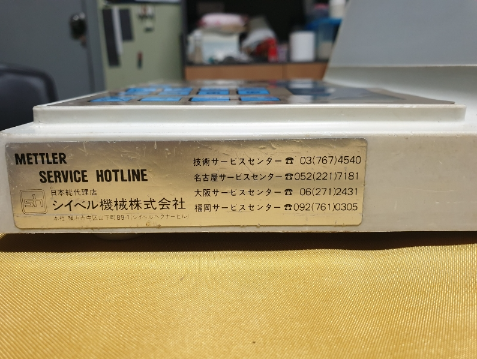 METTLER
SERVICE HOTLINE
日本総代理店
シイベル機械株式会社
技術サービスセンター ☎ 03(767)4540
名古屋サービスセンター ☎052(221)7181
大阪サービスセンター ☎ 06(271)2431
福岡サービスセンター ☎092(761)0305